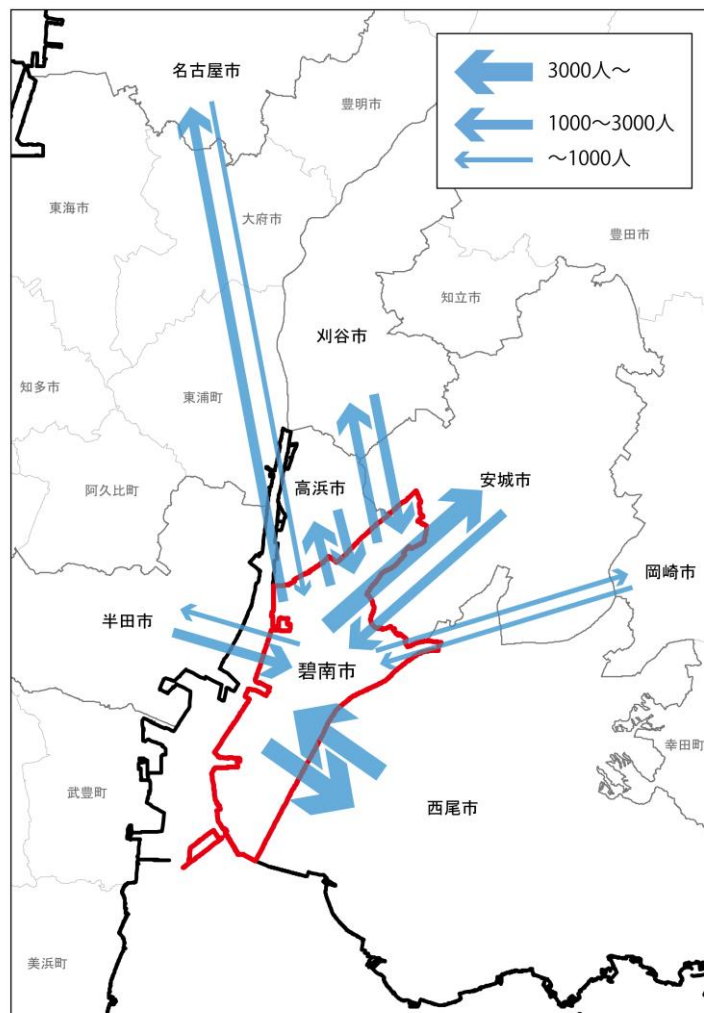 名古屋市
3000人〜
豊明市
1000〜3000人
〜1000人
東海市
大府市
豊田市
知立市
刈谷市
知多市
東浦町
阿久比町
高浜市
安城市
岡崎市
半田市
碧南市
幸田町
武豊町
西尾市
美浜町